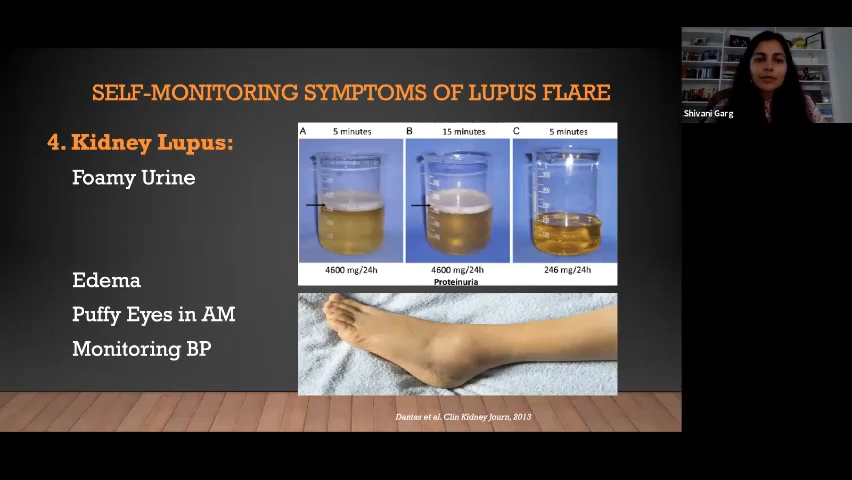 SELF-MONITORING SYMPTOMS OF LUPUS FLARE
4. Kidney Lupus:
Foamy Urine
Edema
Puffy Eyes in AM
Monitoring BP
A 5 minutes B 15 minutes C 5 minutes
4600 mg/24h 4600 mg/24h 246 mg/24h
Proteinuria
Dantas et al. Clin Kidney Journ, 2013
Shivani Garg